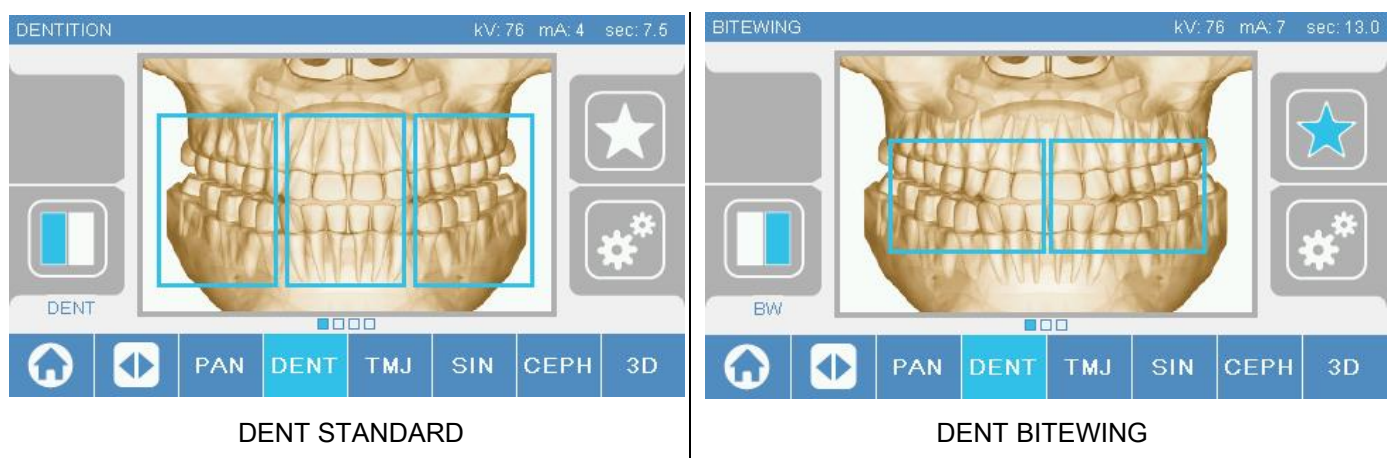 DENTITION kV: 76 mA: 4 sec: 7.5
DENT
PAN DENT TMJ SIN CEPH 3D
DENT STANDARD
BITEWING kV: 76 mA: 7 sec: 13.0
BW
PAN DENT TMJ SIN CEPH 3D
DENT BITEWING